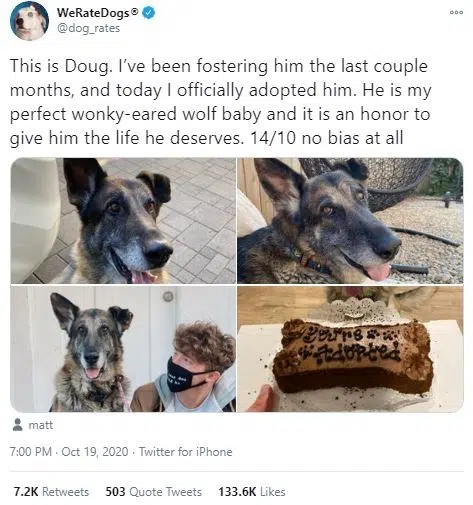 WeRateDogs®
@dog_rates
This is Doug. I’ve been fostering him the last couple
months, and today I officially adopted him. He is my
perfect wonky-eared wolf baby and it is an honor to
give him the life he deserves. 14/10 no bias at all
Adopted
matt
7:00 PM · Oct 19, 2020 · Twitter for iPhone
7.2K Retweets 503 Quote Tweets 133.6K Likes